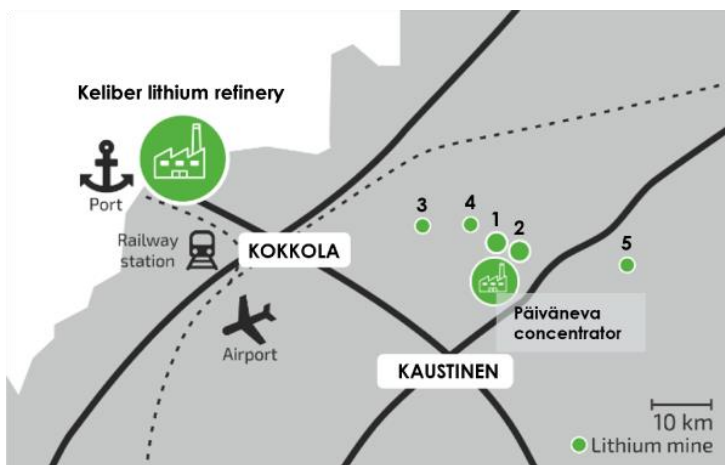 Keliber lithium refinery
Port
Railway
station
KOKKOLA
Airport
3
4
1
2
5
Päiväneva
concentrator
KAUSTINEN
10 km
Lithium mine